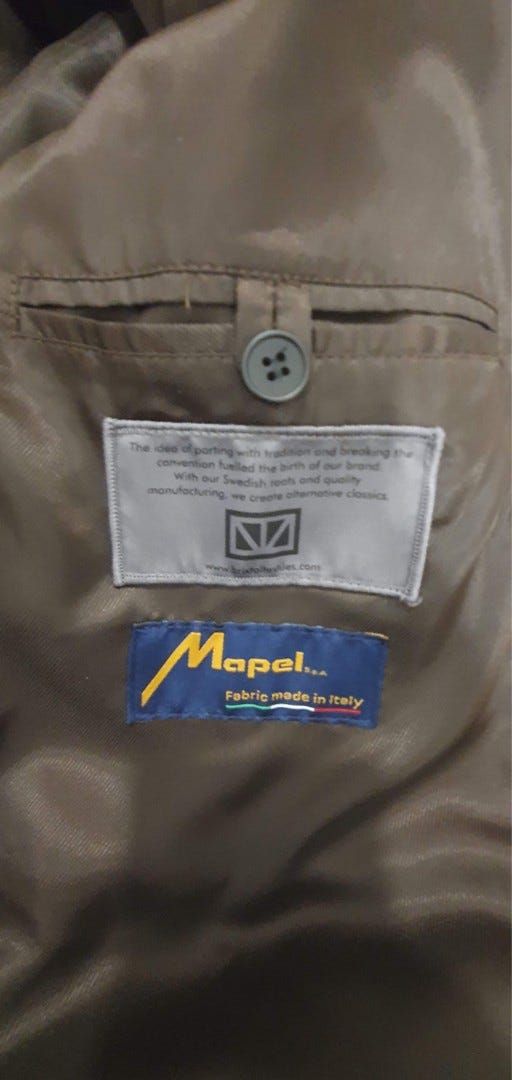 The idea of parting with tradition and breaking the
convention fuelled the birth of our brand.
With our Swedish roots and quality
manufacturing, we create alternative classics.
Mapel S.p.A.
Fabric made in Italy